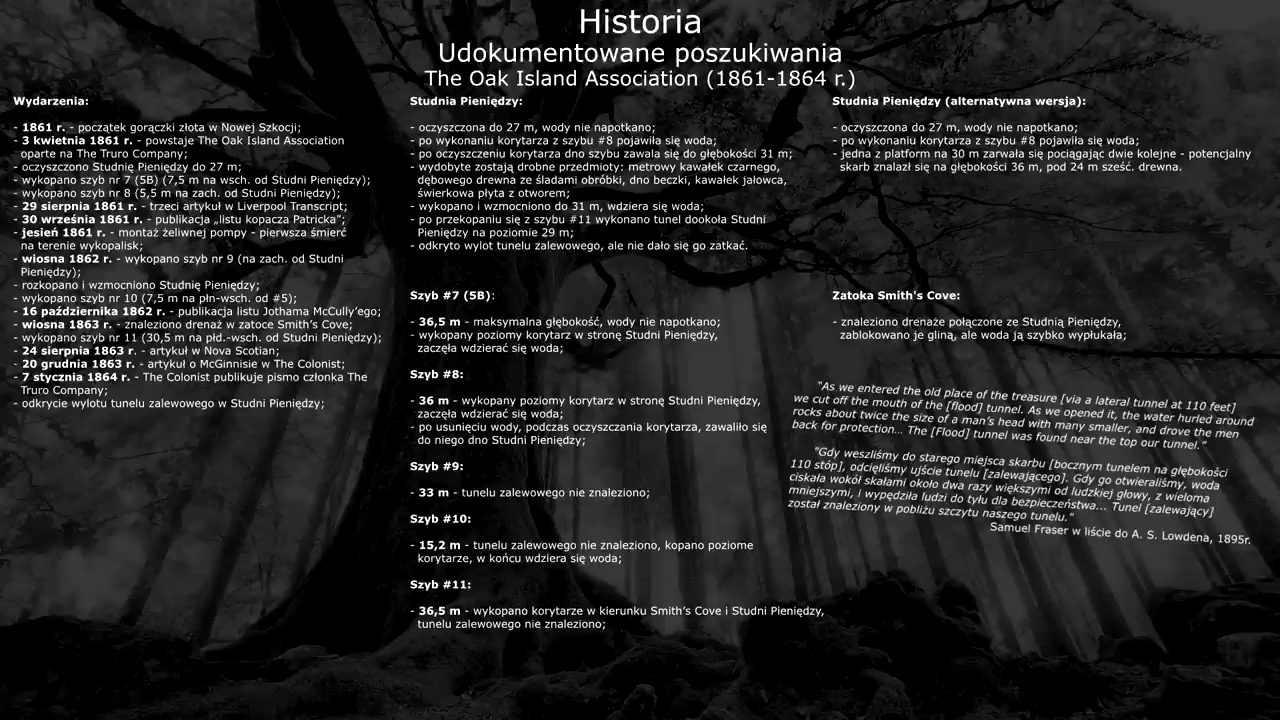 Historia
Udokumentowane poszukiwania
The Oak Island Association (1861-1864 r.)
Wydarzenia:
- 1861 r. - początek gorączki złota w Nowej Szkocji;
- 3 kwietnia 1861 r. - powstaje The Oak Island Association
oparte na The Truro Company;
- oczyszczono Studnię Pieniędzy do 27 m;
- wykopano szyb nr 7 (5B) (7,5 m na wsch. od Studni Pieniędzy);
- wykopano szyb nr 8 (5,5 m na zach. od Studni Pieniędzy);
- 29 sierpnia 1861 r. - trzeci artykuł w Liverpool Transcript;
- 30 września 1861 r. - publikacja „listu kopacza Patricka”;
- jesień 1861 r. - montaż żeliwnej pompy - pierwsza śmierć
na terenie wykopalisk;
- wiosna 1862 r. - wykopano szyb nr 9 (na zach. od Studni
Pieniędzy);
- rozkopano i wzmocniono Studnię Pieniędzy;
- wykopano szyb nr 10 (7,5 m na płn-wsch. od #5);
- 16 października 1862 r. - publikacja listu Jothama McCully’ego;
- wiosna 1863 r. - znaleziono drenaż w zatoce Smith’s Cove;
- wykopano szyb nr 11 (30,5 m na płd.-wsch. od Studni Pieniędzy);
- 24 sierpnia 1863 r. - artykuł w Nova Scotian;
- 20 grudnia 1863 r. - artykuł o McGinnisie w The Colonist;
- 7 stycznia 1864 r. - The Colonist publikuje pismo członka The
Truro Company;
- odkrycie wylotu tunelu zalewowego w Studni Pieniędzy;
Studnia Pieniędzy:
- oczyszczona do 27 m, wody nie napotkano;
- po wykonaniu korytarza z szybu #8 pojawiła się woda;
- po oczyszczeniu korytarza dno szybu zawala się do głębokości 31 m;
- wydobyte zostają drobne przedmioty: metrowy kawałek czarnego,
dębowego drewna ze śladami obróbki, dno beczki, kawałek jałowca,
świerkowa płyta z otworem;
- wykopano i wzmocniono do 31 m, wdziera się woda;
- po przekopaniu się z szybu #11 wykonano tunel dookoła Studni
Pieniędzy na poziomie 29 m;
- odkryto wylot tunelu zalewowego, ale nie dało się go zatkać.
Szyb #7 (5B):
- 36,5 m - maksymalna głębokość, wody nie napotkano;
- wykopany poziomy korytarz w stronę Studni Pieniędzy,
zaczęła wdzierać się woda;
Szyb #8:
- 36 m - wykopany poziomy korytarz w stronę Studni Pieniędzy,
zaczęła wdzierać się woda;
- po usunięciu wody, podczas oczyszczania korytarza, zawaliło się
do niego dno Studni Pieniędzy;
Szyb #9:
- 33 m - tunelu zalewowego nie znaleziono;
Szyb #10:
- 15,2 m - tunelu zalewowego nie znaleziono, kopano poziome
korytarze, w końcu wdziera się woda;
Szyb #11:
- 36,5 m - wykopano korytarze w kierunku Smith’s Cove i Studni Pieniędzy,
tunelu zalewowego nie znaleziono;
Studnia Pieniędzy (alternatywna wersja):
- oczyszczona do 27 m, wody nie napotkano;
- po wykonaniu korytarza z szybu #8 pojawiła się woda;
- jedna z platform na 30 m zarwała się pociągając dwie kolejne - potencjalny
skarb znalazł się na głębokości 36 m, pod 24 m sześć. drewna.
Zatoka Smith's Cove:
- znaleziono drenaże połączone ze Studnią Pieniędzy,
zablokowano je gliną, ale woda ją szybko wypłukała;
“As we entered the old place of the treasure [via a lateral tunnel at 110 feet]
we cut off the mouth of the [flood] tunnel. As we opened it, the water hurled around
rocks about twice the size of a man’s head with many smaller, and drove the men
back for protection… The [Flood] tunnel was found near the top our tunnel.”
“Gdy weszliśmy do starego miejsca skarbu [bocznym tunelem na głębokości
110 stóp], odcięliśmy ujście tunelu [zalewającego]. Gdy go otwieraliśmy, woda
ciskała wokół skałami około dwa razy większymi od ludzkiej głowy, z wieloma
mniejszymi, i wypędziła ludzi do tyłu dla bezpieczeństwa… Tunel [zalewający]
został znaleziony w pobliżu szczytu naszego tunelu.”
Samuel Fraser w liście do A. S. Lowdena, 1895r.